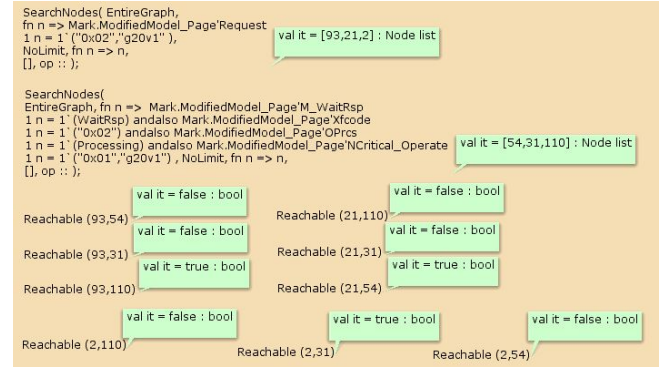 SearchNodes( EntireGraph,
fn n => Mark.ModifiedModel_Page'Request
1 n = 1`("0x02","g20v1" ),
NoLimit, fn n => n,
[], op :: );
val it = [93,21,2] : Node list
SearchNodes(
EntireGraph, fn n => Mark.ModifiedModel_Page'M_WaitRsp
1 n = 1`(WaitRsp) andalso Mark.ModifiedModel_Page'Xfcode
1 n = 1`("0x02") andalso Mark.ModifiedModel_Page'OPrcs
1 n = 1`(Processing) andalso Mark.ModifiedModel_Page'NCritical_Operate
1 n = 1`("0x01","g20v1") , NoLimit, fn n => n,
[], op :: );
val it = [54,31,110] : Node list
val it = false : bool
Reachable (93,54)
val it = false : bool
Reachable (21,110)
val it = false : bool
Reachable (93,31)
val it = false : bool
Reachable (21,31)
val it = true : bool
Reachable (93,110)
val it = true : bool
Reachable (21,54)
val it = false : bool
Reachable (2,110)
val it = true : bool
Reachable (2,31)
val it = false : bool
Reachable (2,54)